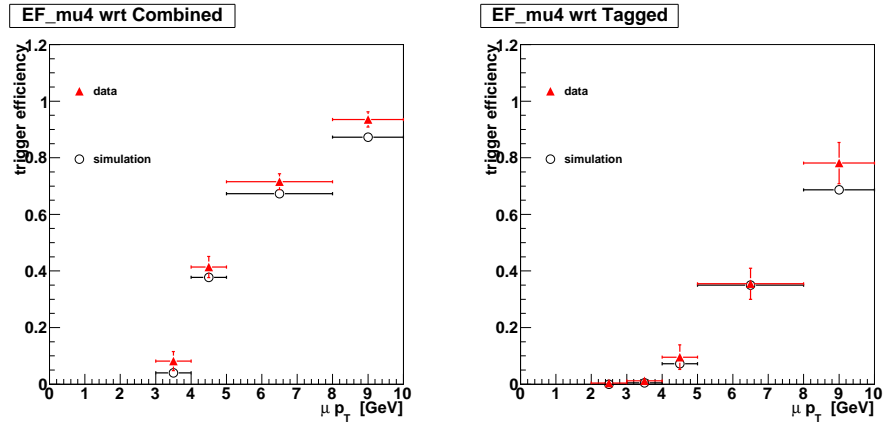 EF_mu4 wrt Combined
trigger efficiency
1.2
1
0.8
0.6
0.4
0.2
0
data
simulation
0 1 2 3 4 5 6 7 8 9 10
μ p_T [GeV]
EF_mu4 wrt Tagged
trigger efficiency
1.2
1
0.8
0.6
0.4
0.2
0
data
simulation
0 1 2 3 4 5 6 7 8 9 10
μ p_T [GeV]